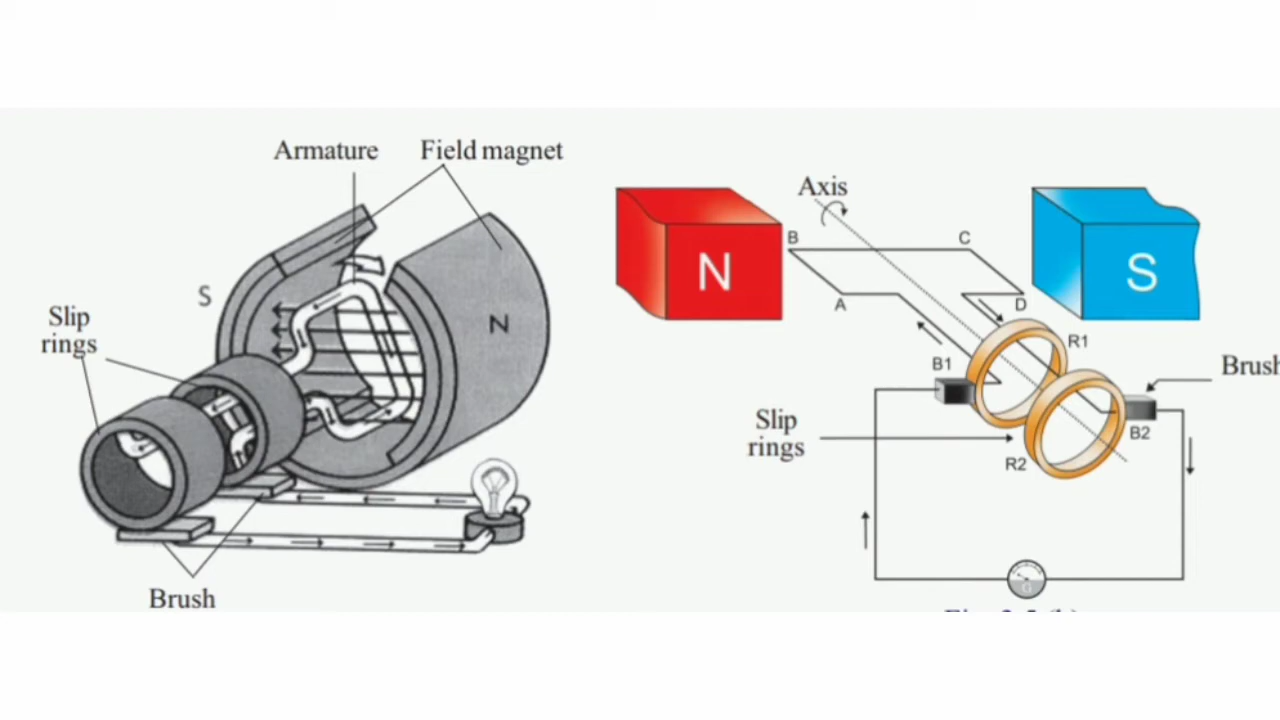 Armature
Field magnet
S
N
Slip
rings
Brush
Axis
N
S
B
C
A
D
R1
B1
Brush
Slip
rings
B2
R2
G